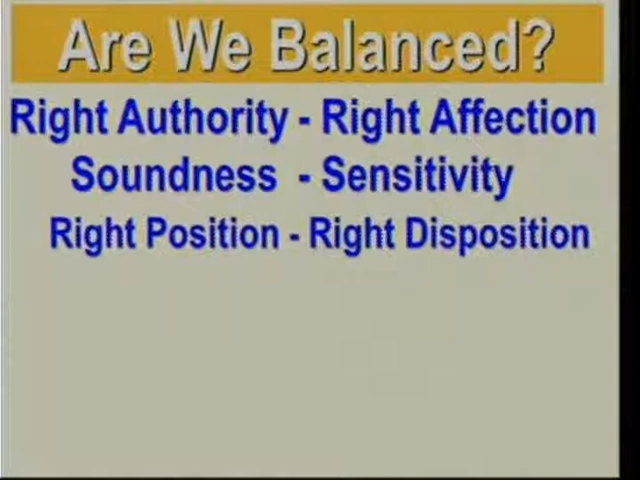 Are We Balanced?
Right Authority - Right Affection
Soundness - Sensitivity
Right Position - Right Disposition